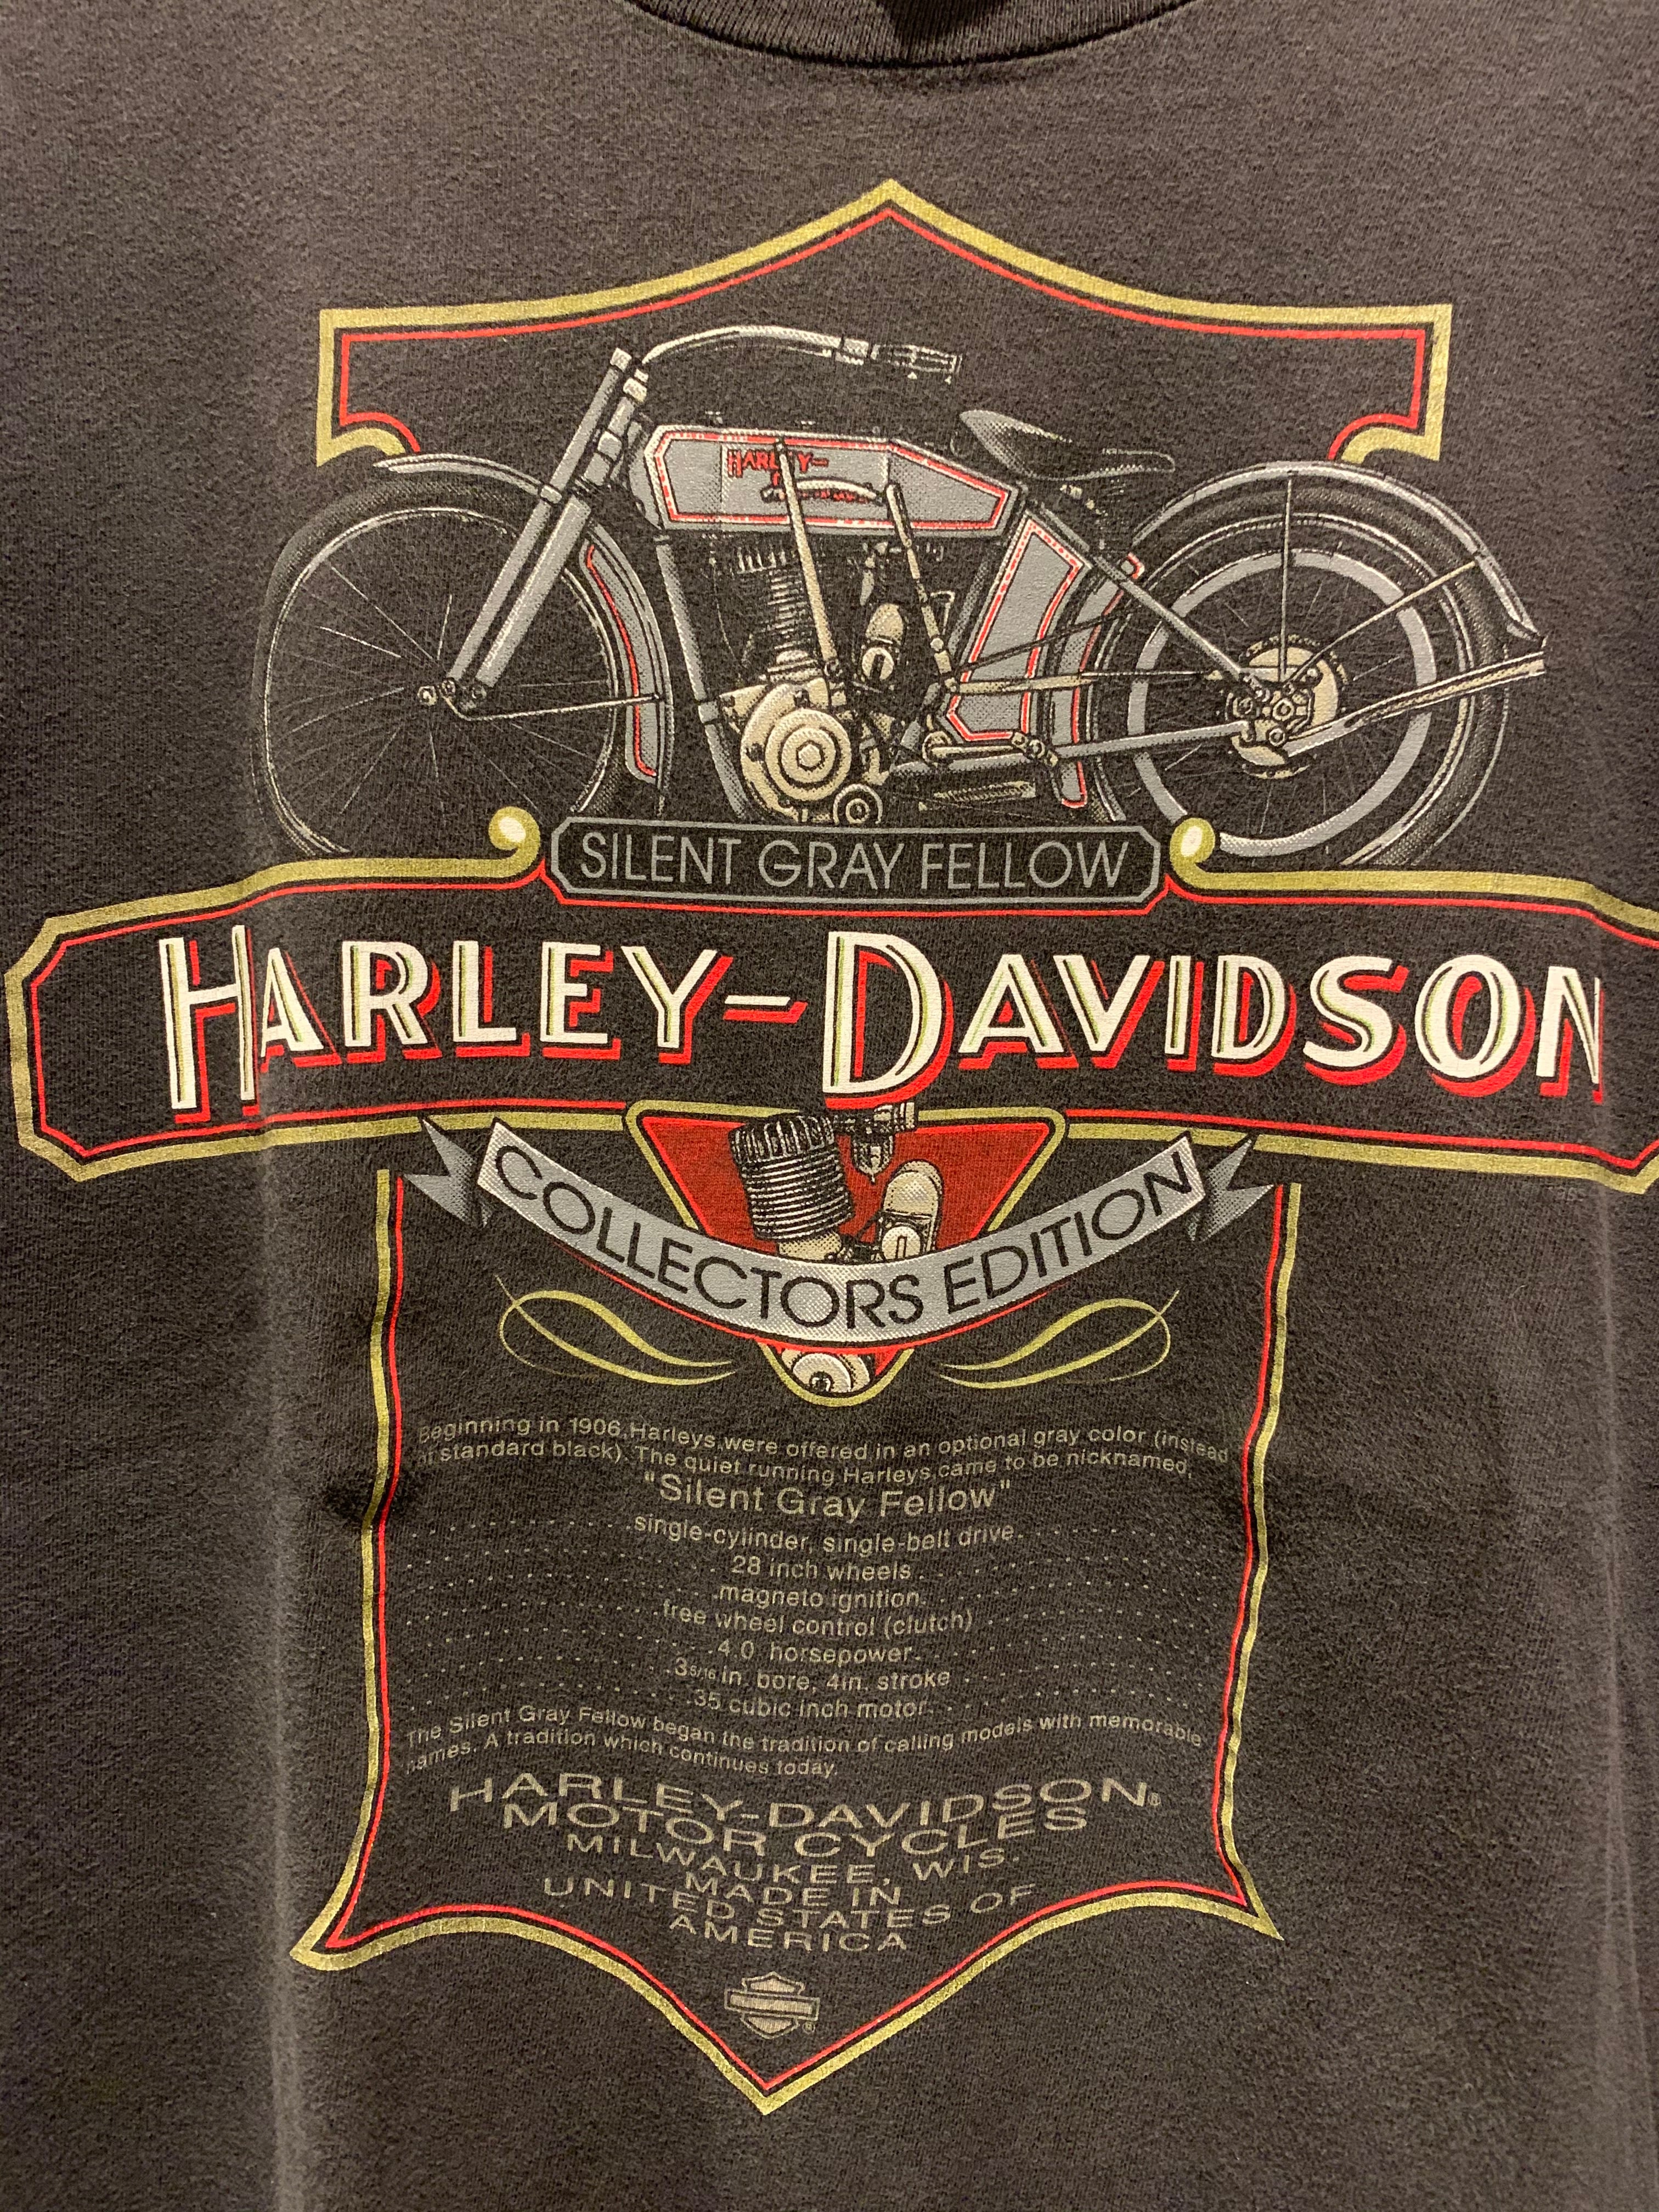 HARLEY-
SILENT GRAY FELLOW
HARLEY-DAVIDSON
COLLECTORS EDITION
Beginning in 1906, Harleys were offered in an optional gray color (instead
of standard black). The quiet running Harleys came to be nicknamed,
"Silent Gray Fellow"
single-cylinder, single-belt drive
28 inch wheels
magneto ignition
free wheel control (clutch)
4.0 horsepower
3 5/16 in. bore, 4in. stroke
35 cubic inch motor
The Silent Gray Fellow began the tradition of calling models with memorable
names. A tradition which continues today.
HARLEY-DAVIDSON®
MOTOR CYCLES
MILWAUKEE, WIS.
MADE IN
UNITED STATES OF
AMERICA
®